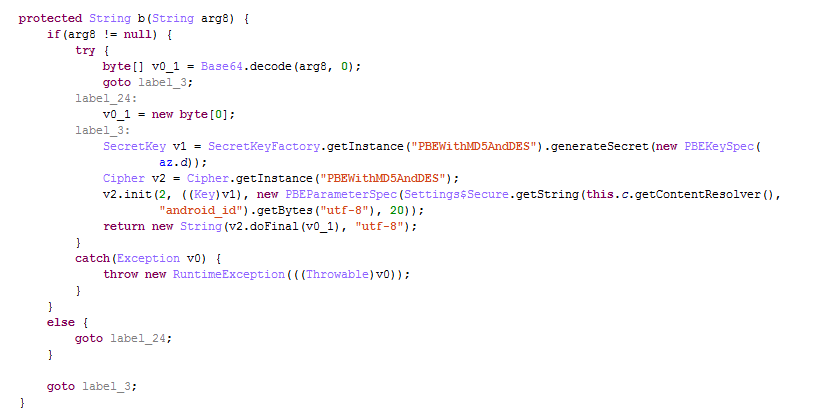 protected String b(String arg8) {
    if(arg8 != null) {
        try {
            byte[] v0_1 = Base64.decode(arg8, 0);
            goto label_3;
        label_24:
            v0_1 = new byte[0];
        label_3:
            SecretKey v1 = SecretKeyFactory.getInstance("PBEWithMD5AndDES").generateSecret(new PBEKeySpec(
                    az.d));
            Cipher v2 = Cipher.getInstance("PBEWithMD5AndDES");
            v2.init(2, ((Key)v1), new PBEParameterSpec(Settings$Secure.getString(this.c.getContentResolver(),
                    "android_id").getBytes("utf-8"), 20));
            return new String(v2.doFinal(v0_1), "utf-8");
        }
        catch(Exception v0) {
            throw new RuntimeException(((Throwable)v0));
        }
    }
    else {
        goto label_24;
    }

    goto label_3;
}